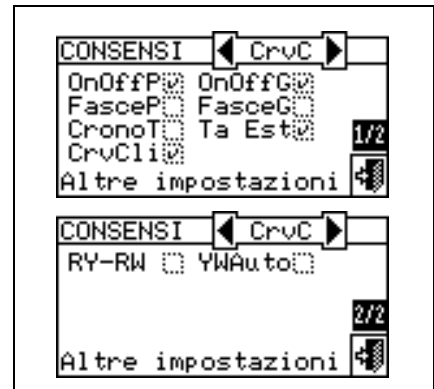 CONSENSI CrvC
OnOffP OnOffG
FasceP FasceG
CronoT Ta Est
CrvCli
1/2
Altre impostazioni
CONSENSI CrvC
RY-RW YWAuto
2/2
Altre impostazioni